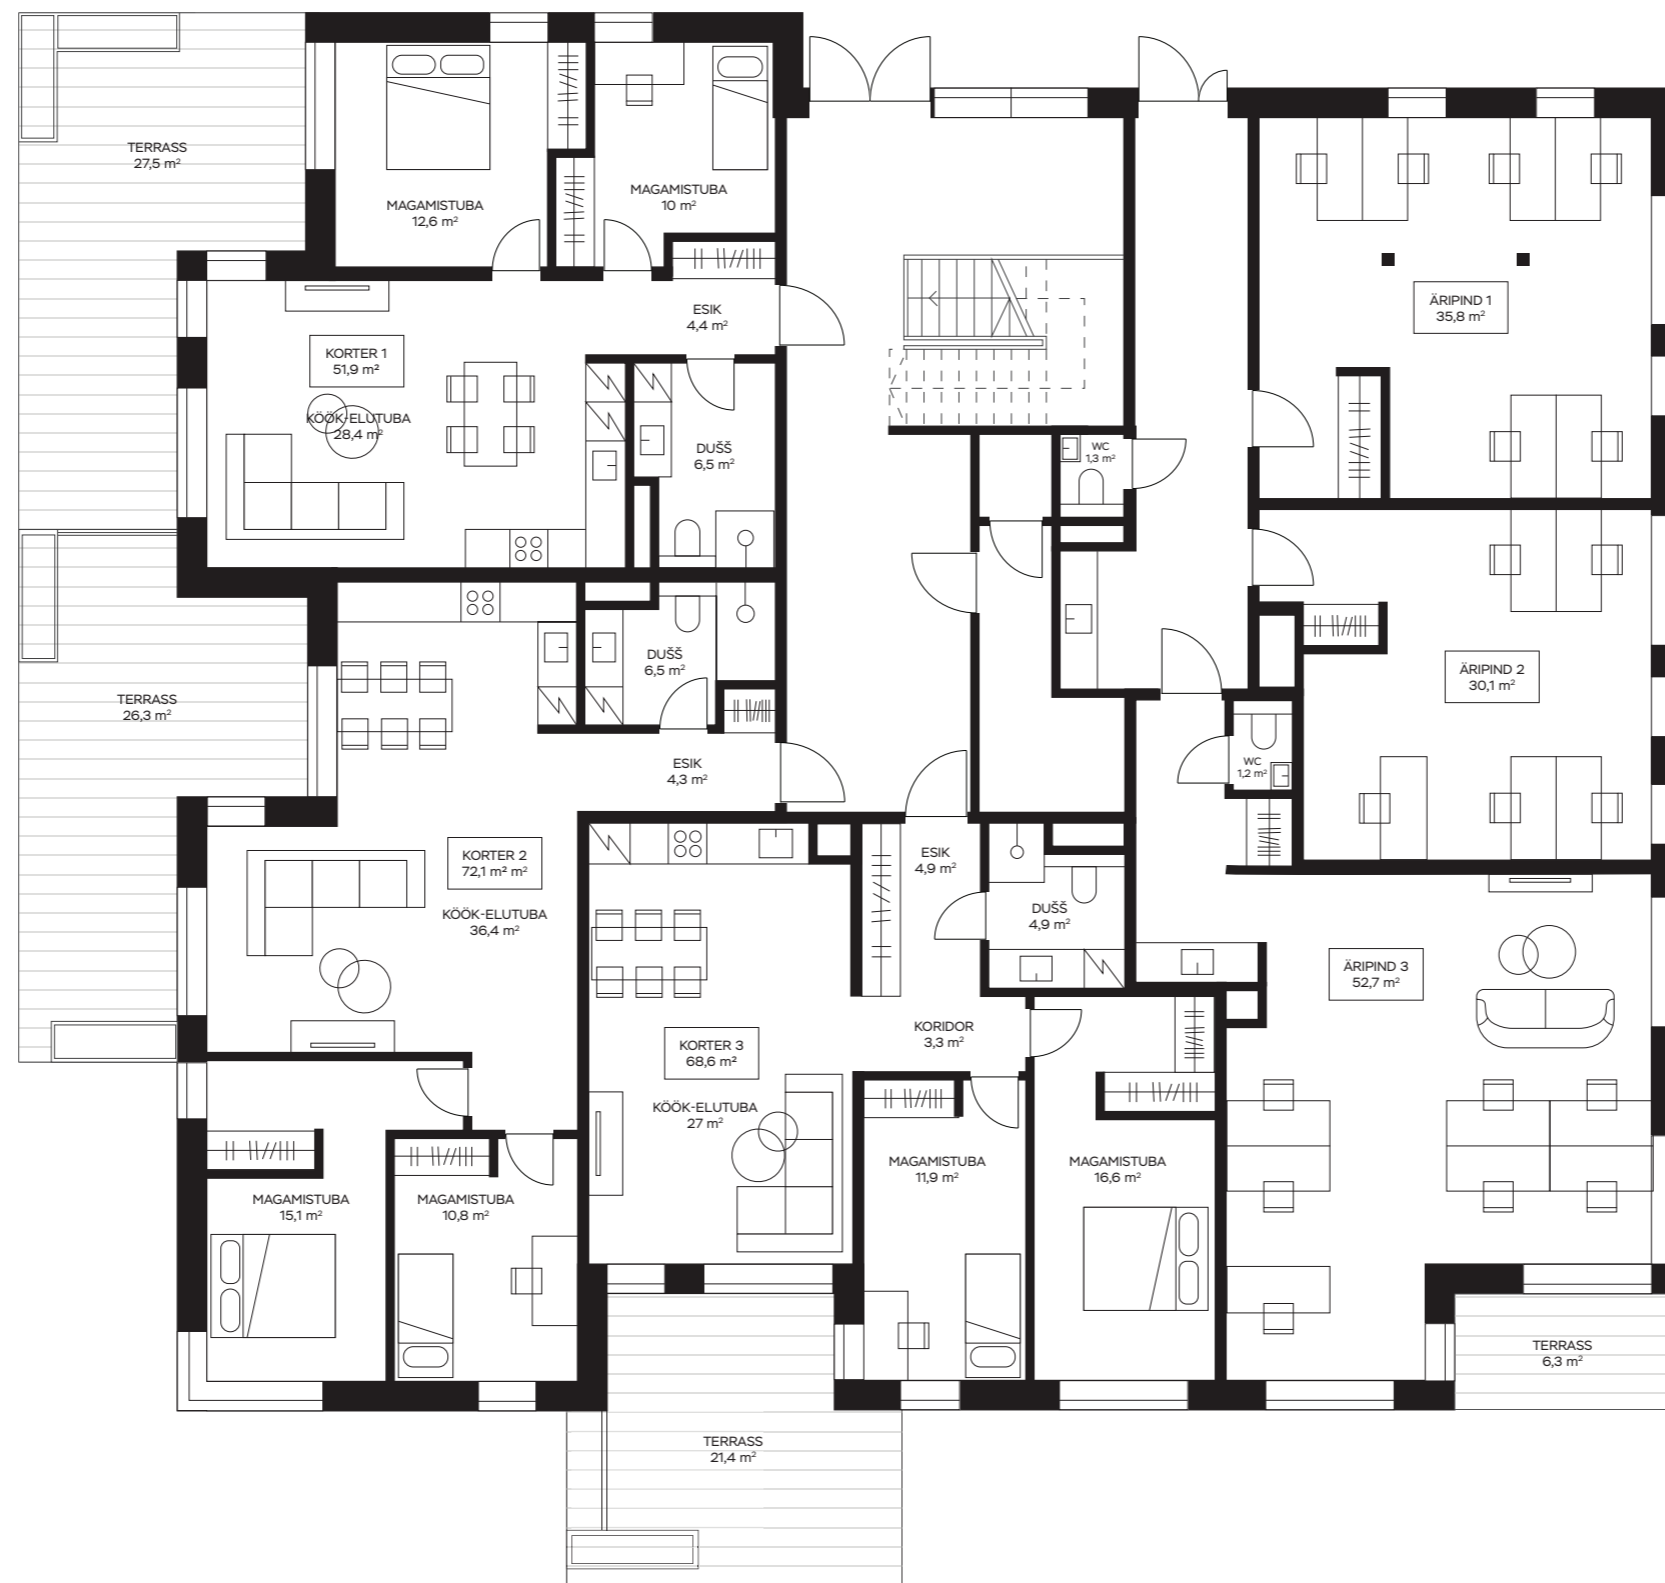 TERRASS
27,5 m²
MAGAMISTUBA
12,6 m²
MAGAMISTUBA
10 m²
ESIK
4,4 m²
KORTER 1
51,9 m²
KÖÖK-ELUTUBA
28,4 m²
DUŠŠ
6,5 m²
WC
1,3 m²
ÄRIPIND 1
35,8 m²
TERRASS
26,3 m²
DUŠŠ
6,5 m²
ESIK
4,3 m²
ÄRIPIND 2
30,1 m²
WC
1,2 m²
KORTER 2
72,1 m² m²
KÖÖK-ELUTUBA
36,4 m²
ESIK
4,9 m²
DUŠŠ
4,9 m²
ÄRIPIND 3
52,7 m²
KORIDOR
3,3 m²
KORTER 3
68,6 m²
KÖÖK-ELUTUBA
27 m²
MAGAMISTUBA
15,1 m²
MAGAMISTUBA
10,8 m²
MAGAMISTUBA
11,9 m²
MAGAMISTUBA
16,6 m²
TERRASS
6,3 m²
TERRASS
21,4 m²